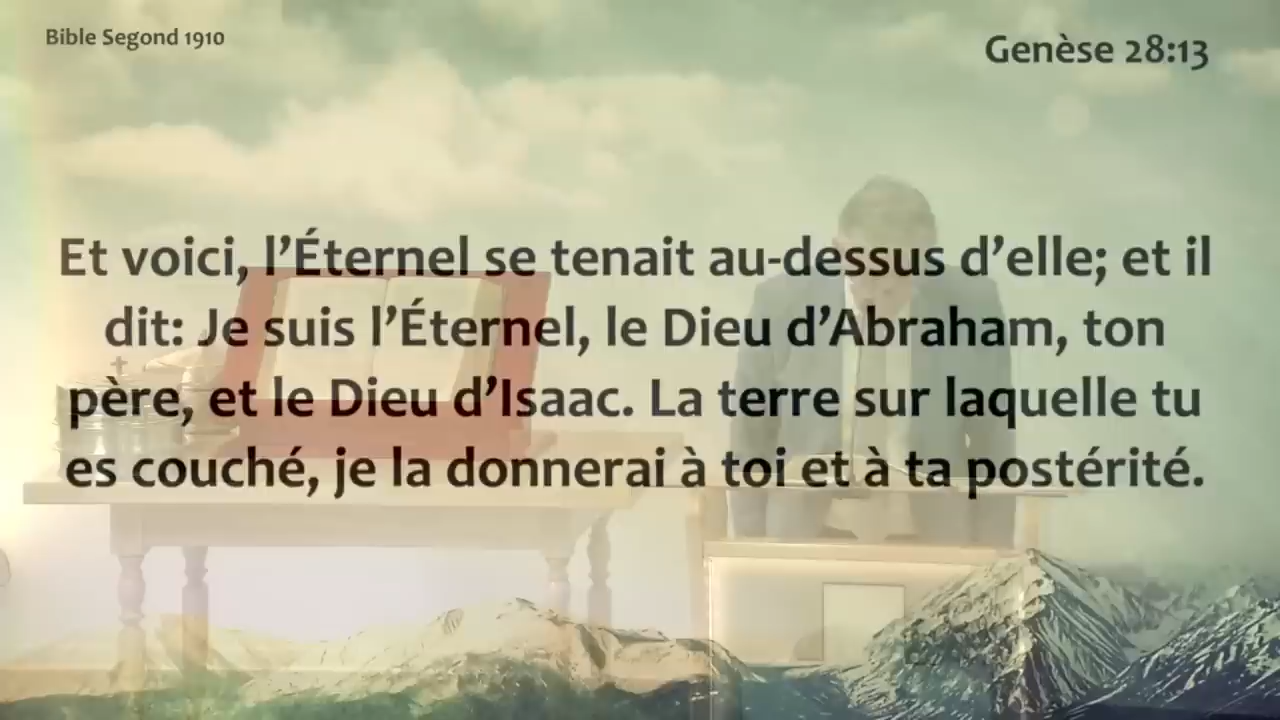 Bible Segond 1910
Genèse 28:13
Et voici, l’Éternel se tenait au-dessus d’elle; et il
dit: Je suis l’Éternel, le Dieu d’Abraham, ton
père, et le Dieu d’Isaac. La terre sur laquelle tu
es couché, je la donnerai à toi et à ta postérité.